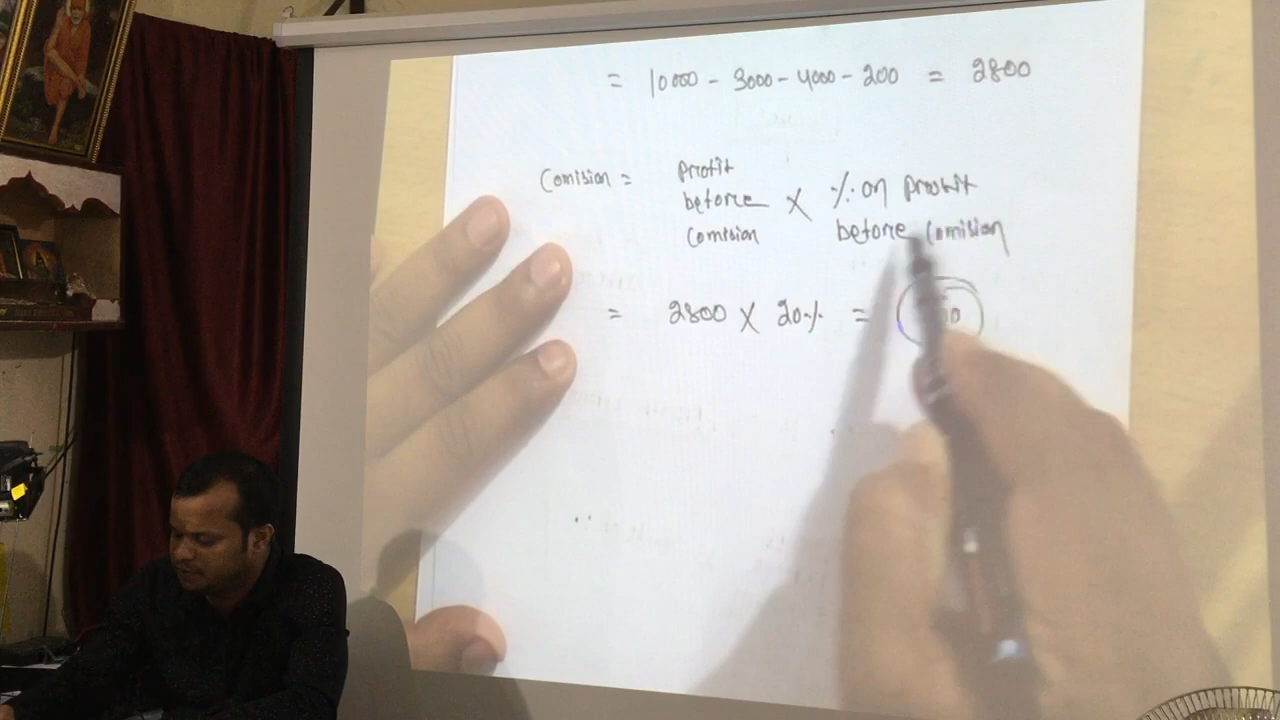 = 10000 - 3000 - 4000 - 200 = 2800
Comision = Profit before Comision X % on Profit before Comision
= 2800 X 20% =